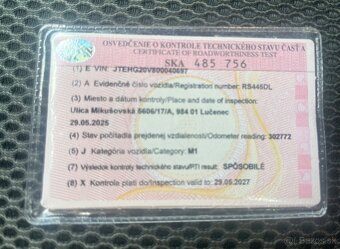 OSVEDČENIE O KONTROLE TECHNICKÉHO STAVU ČASŤ A
CERTIFICATE OF ROADWORTHINESS TEST
SKA 485 756
(1) E VIN: JTEHG20V600040697
(2) A Evidenčné číslo vozidla/Registration number: RS445DL
(3) Miesto a dátum kontroly/Place and date of inspection:
Ulica Mikušovská 5606/17/A, 984 01 Lučenec
29.05.2025
(4) Stav počítadla prejdenej vzdialenosti/Odometer reading: 302772
(5) J Kategória vozidla/Category: M1
(7) Výsledok kontroly technického stavu/PTI result: SPÔSOBILÉ
(8) X Kontrola platí do/Inspection valid to: 29.05.2027